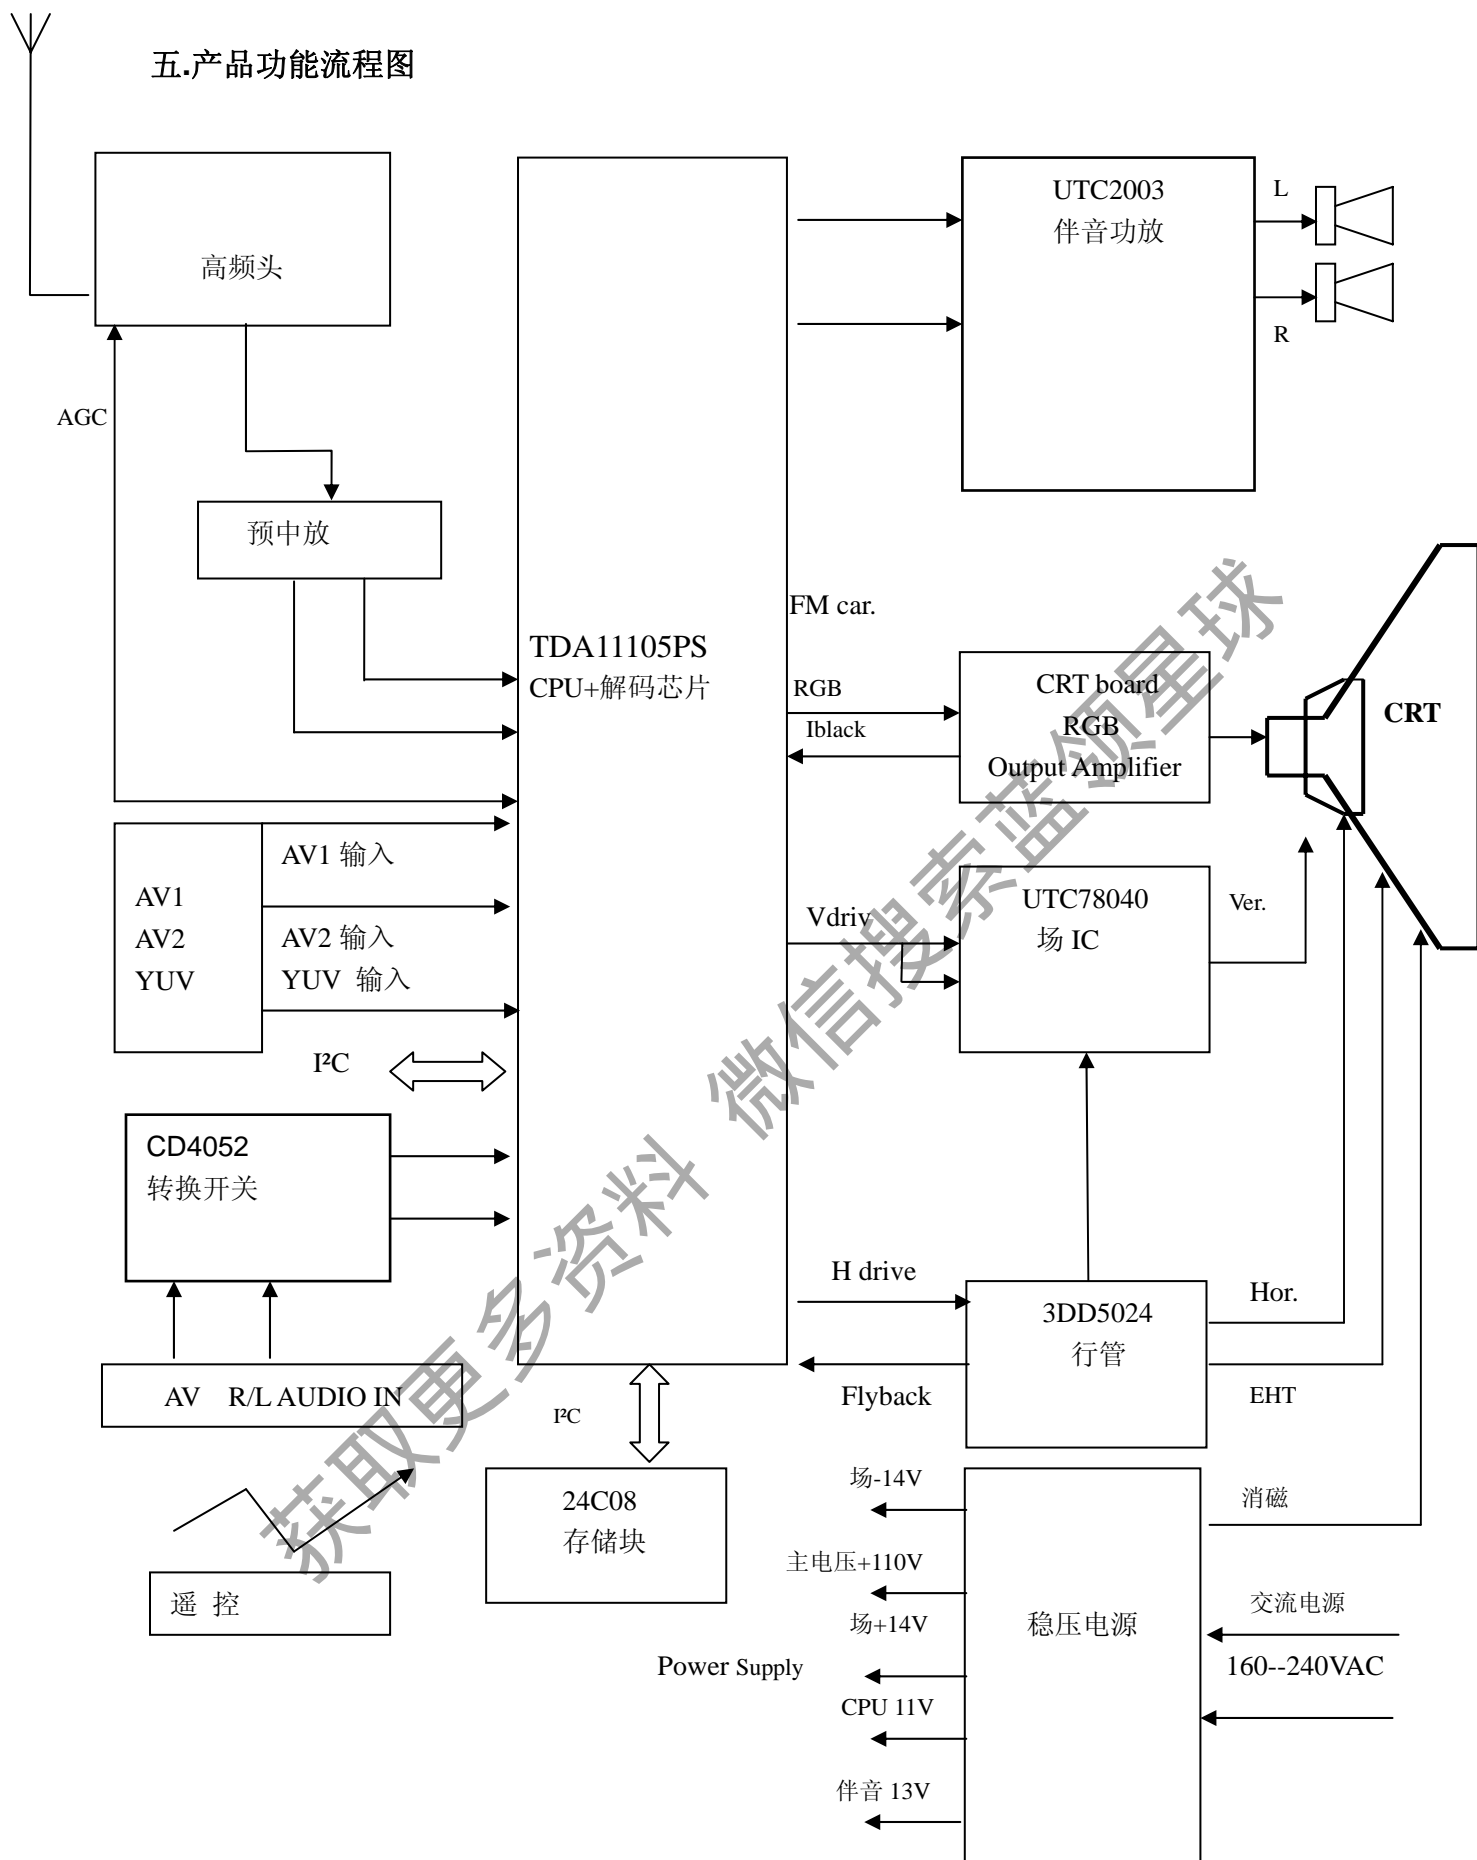 五.产品功能流程图
高频头
AGC
预中放
TDA11105PS
CPU+解码芯片
UTC2003
伴音功放
L
R
FM car.
RGB
Iblack
CRT board
RGB
Output Amplifier
CRT
AV1
AV2
YUV
AV1 输入
AV2 输入
YUV 输入
I²C
Vdriv
UTC78040
场 IC
Ver.
CD4052
转换开关
AV R/L AUDIO IN
H drive
Flyback
3DD5024
行管
Hor.
EHT
I²C
24C08
存储块
遥 控
场-14V
主电压+110V
场+14V
Power Supply
CPU 11V
伴音 13V
稳压电源
消磁
交流电源
160--240VAC
获取更多资料 微信搜索蓝领星球